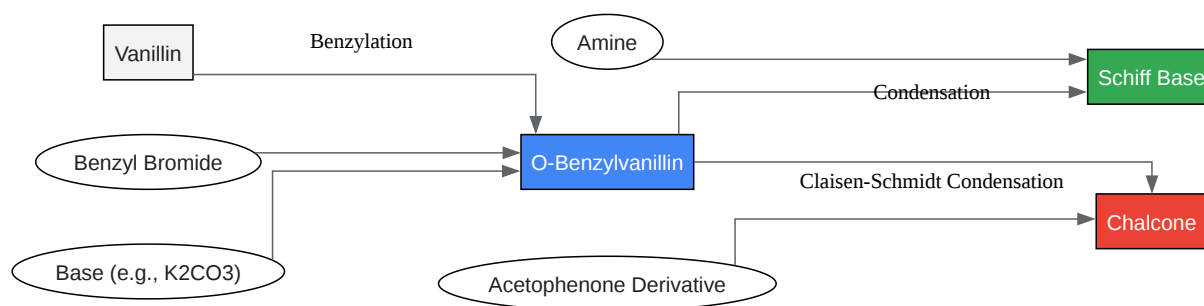 Vanillin
Benzylation
Amine
Schiff Base
Condensation
Benzyl Bromide
O-Benzylvanillin
Claisen-Schmidt Condensation
Chalcone
Base (e.g., K2CO3)
Acetophenone Derivative